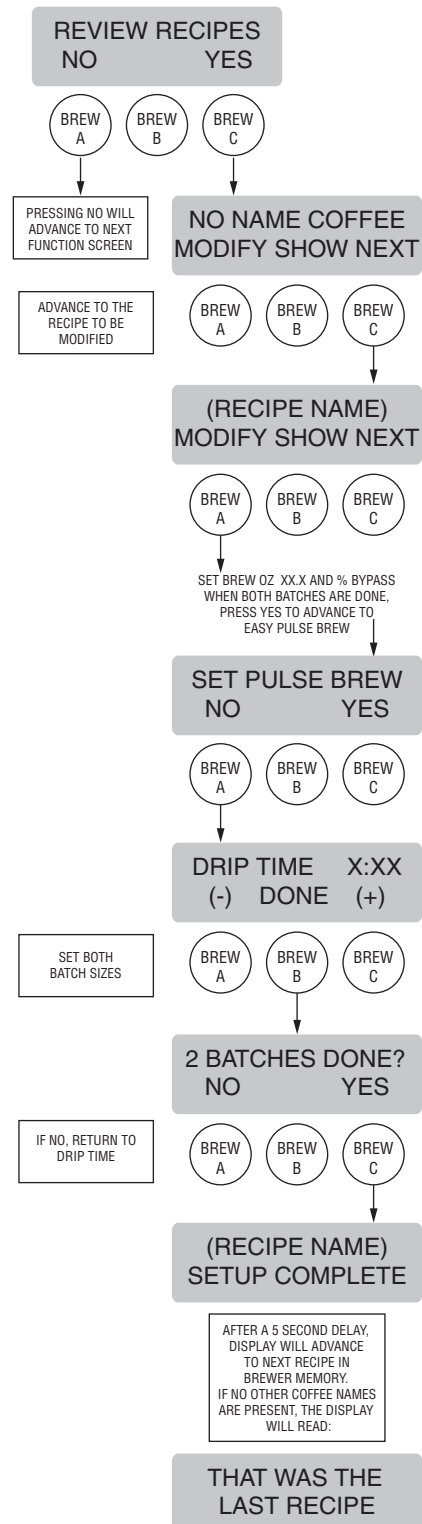 REVIEW RECIPES
NO YES
BREW
A
BREW
B
BREW
C
PRESSING NO WILL
ADVANCE TO NEXT
FUNCTION SCREEN
NO NAME COFFEE
MODIFY SHOW NEXT
ADVANCE TO THE
RECIPE TO BE
MODIFIED
BREW
A
BREW
B
BREW
C
(RECIPE NAME)
MODIFY SHOW NEXT
BREW
A
BREW
B
BREW
C
SET BREW OZ XX.X AND % BYPASS
WHEN BOTH BATCHES ARE DONE,
PRESS YES TO ADVANCE TO
EASY PULSE BREW
SET PULSE BREW
NO YES
BREW
A
BREW
B
BREW
C
DRIP TIME X:XX
(-) DONE (+)
SET BOTH
BATCH SIZES
BREW
A
BREW
B
BREW
C
2 BATCHES DONE?
NO YES
IF NO, RETURN TO
DRIP TIME
BREW
A
BREW
B
BREW
C
(RECIPE NAME)
SETUP COMPLETE
AFTER A 5 SECOND DELAY,
DISPLAY WILL ADVANCE
TO NEXT RECIPE IN
BREWER MEMORY.
IF NO OTHER COFFEE NAMES
ARE PRESENT, THE DISPLAY
WILL READ:
THAT WAS THE
LAST RECIPE